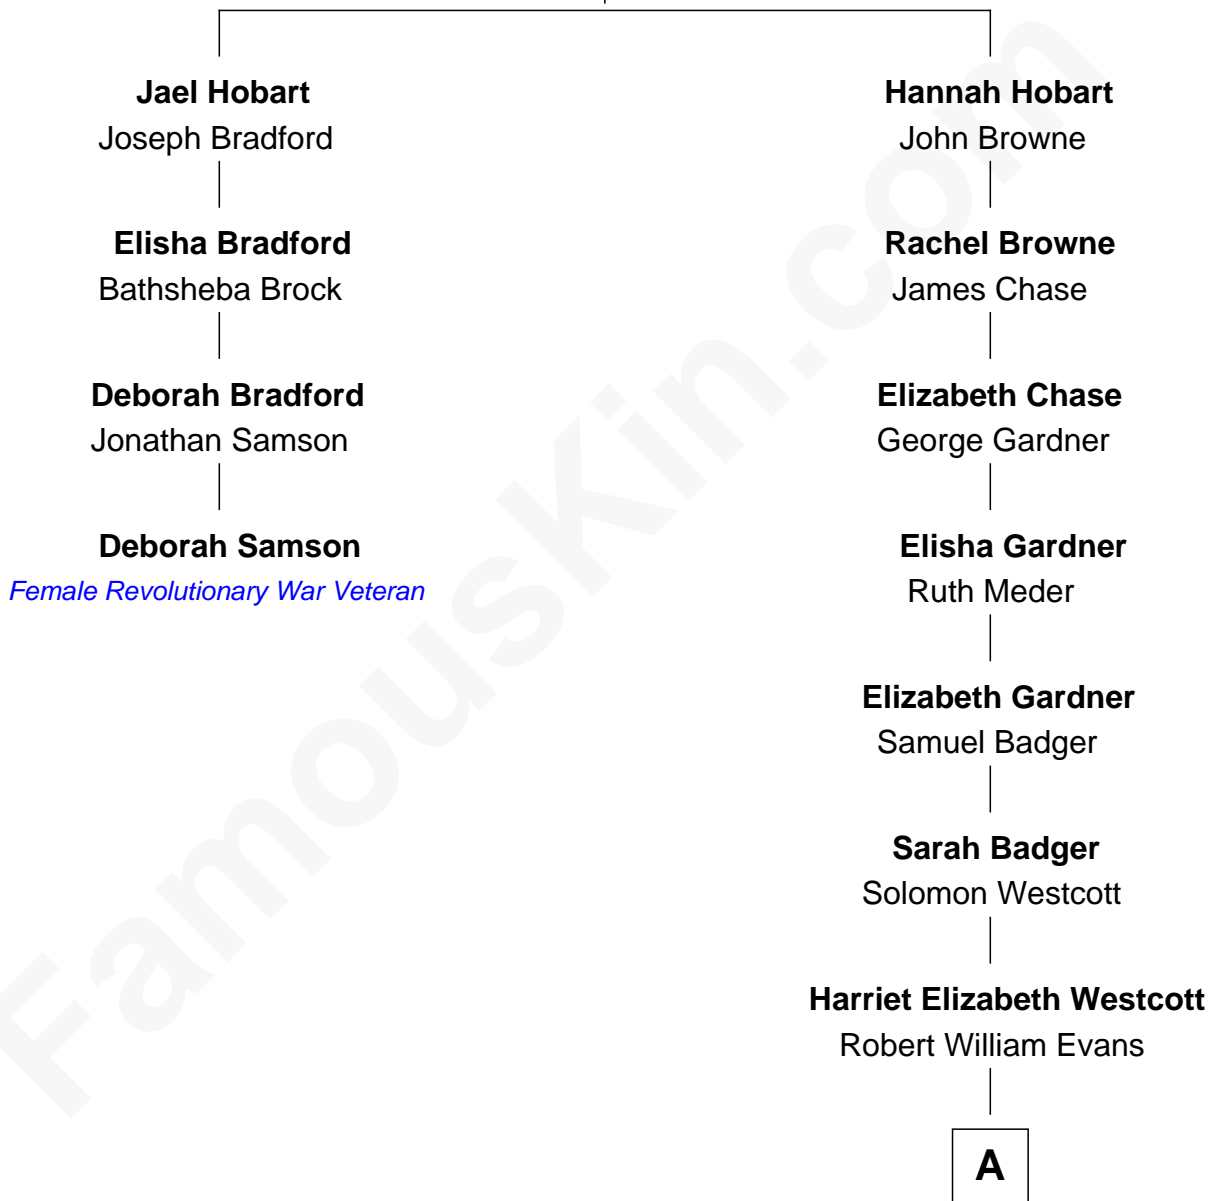 Jael Hobart
Joseph Bradford
Elisha Bradford
Bathsheba Brock
Deborah Bradford
Jonathan Samson
Deborah Samson
Female Revolutionary War Veteran
Hannah Hobart
John Browne
Rachel Browne
James Chase
Elizabeth Chase
George Gardner
Elisha Gardner
Ruth Meder
Elizabeth Gardner
Samuel Badger
Sarah Badger
Solomon Westcott
Harriet Elizabeth Westcott
Robert William Evans
A
FamousKin.com